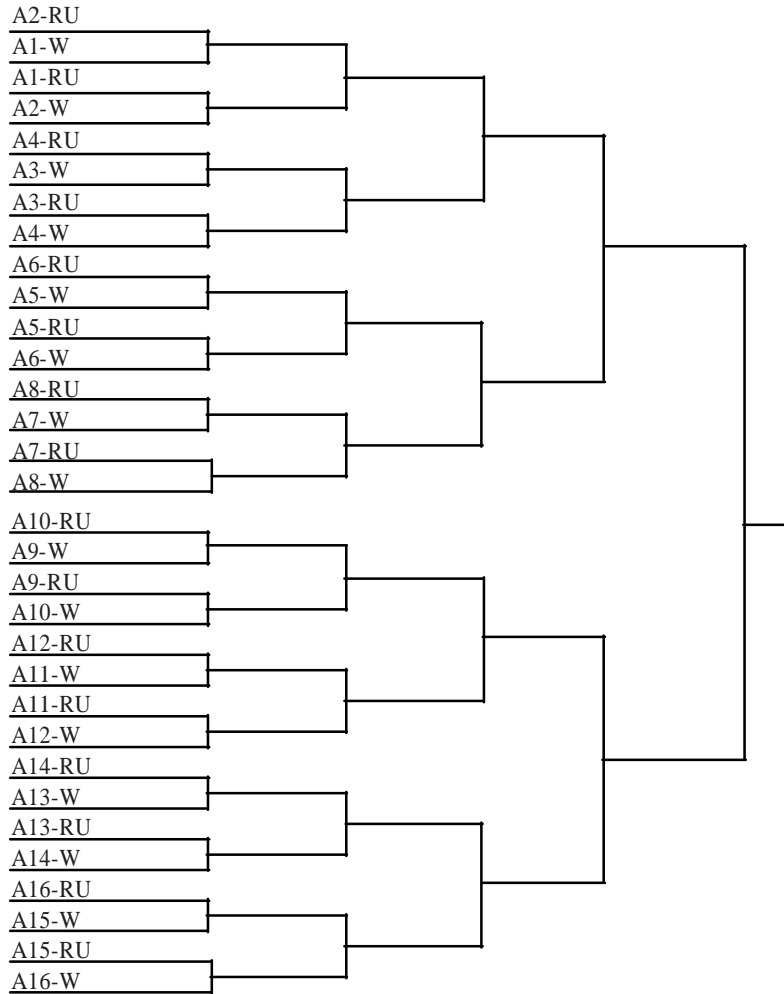 A2-RU
A1-W
A1-RU
A2-W
A4-RU
A3-W
A3-RU
A4-W
A6-RU
A5-W
A5-RU
A6-W
A8-RU
A7-W
A7-RU
A8-W
A10-RU
A9-W
A9-RU
A10-W
A12-RU
A11-W
A11-RU
A12-W
A14-RU
A13-W
A13-RU
A14-W
A16-RU
A15-W
A15-RU
A16-W